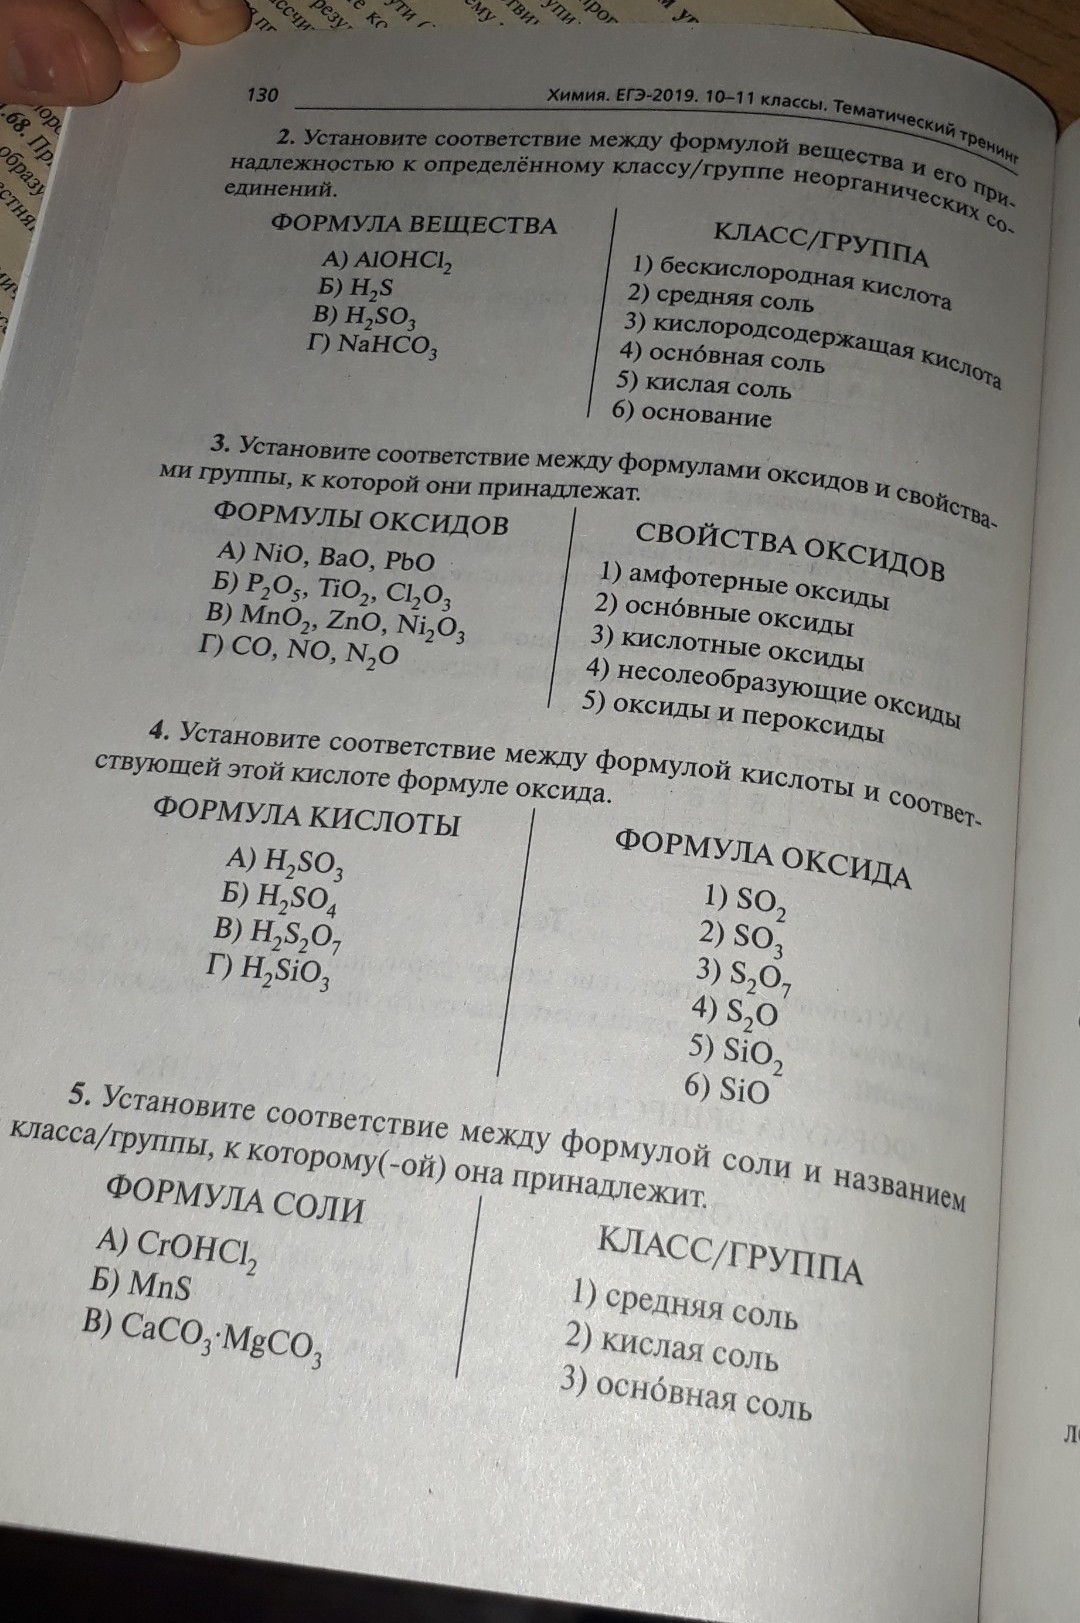 130
Химия. ЕГЭ-2019. 10–11 классы. Тематический тренинг
2. Установите соответствие между формулой вещества и его при-
надлежностью к определённому классу/группе неорганических со-
единений.
ФОРМУЛА ВЕЩЕСТВА
А) AlOHCl₂
Б) H₂S
В) H₂SO₃
Г) NaHCO₃
КЛАСС/ГРУППА
1) бескислородная кислота
2) средняя соль
3) кислородсодержащая кислота
4) оснóвная соль
5) кислая соль
6) основание
3. Установите соответствие между формулами оксидов и свойства-
ми группы, к которой они принадлежат.
ФОРМУЛЫ ОКСИДОВ
А) NiO, BaO, PbO
Б) P₂O₅, TiO₂, Cl₂O₃
В) MnO₂, ZnO, Ni₂O₃
Г) CO, NO, N₂O
СВОЙСТВА ОКСИДОВ
1) амфотерные оксиды
2) оснóвные оксиды
3) кислотные оксиды
4) несолеобразующие оксиды
5) оксиды и пероксиды
4. Установите соответствие между формулой кислоты и соответ-
ствующей этой кислоте формуле оксида.
ФОРМУЛА КИСЛОТЫ
А) H₂SO₃
Б) H₂SO₄
В) H₂S₂O₇
Г) H₂SiO₃
ФОРМУЛА ОКСИДА
1) SO₂
2) SO₃
3) S₂O₇
4) S₂O
5) SiO₂
6) SiO
5. Установите соответствие между формулой соли и названием
класса/группы, к которому(-ой) она принадлежит.
ФОРМУЛА СОЛИ
А) CrOHCl₂
Б) MnS
В) CaCO₃·MgCO₃
КЛАСС/ГРУППА
1) средняя соль
2) кислая соль
3) оснóвная соль